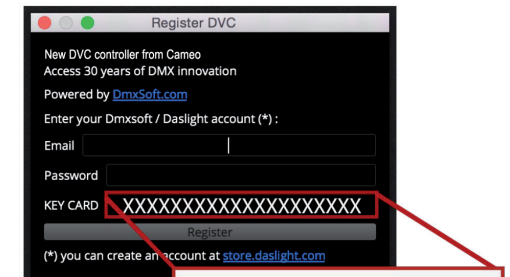 Register DVC
New DVC controller from Cameo
Access 30 years of DMX innovation
Powered by DmxSoft.com
Enter your Dmxsoft / Daslight account (*) :
Email
Password
KEY CARD XXXXXXXXXXXXXXXXXXXX
Register
(*) you can create an account at store.daslight.com